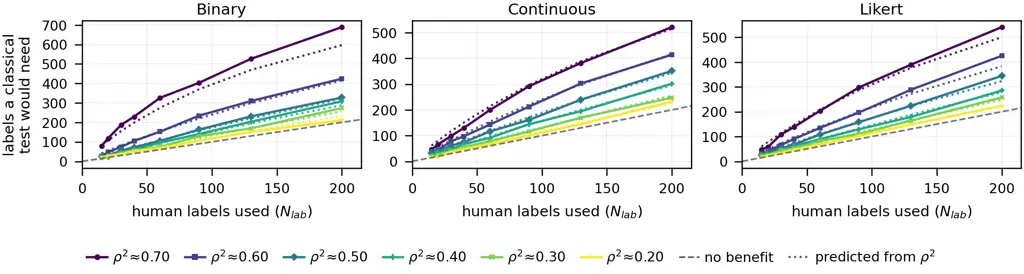 Binary
Continuous
Likert
labels a classical
test would need
700
600
500
400
300
200
100
0
500
400
300
200
100
0
500
400
300
200
100
0
0 50 100 150 200
0 50 100 150 200
0 50 100 150 200
human labels used (N_lab)
human labels used (N_lab)
human labels used (N_lab)
ρ²≈0.70 ρ²≈0.60 ρ²≈0.50 ρ²≈0.40 ρ²≈0.30 ρ²≈0.20 no benefit predicted from ρ²